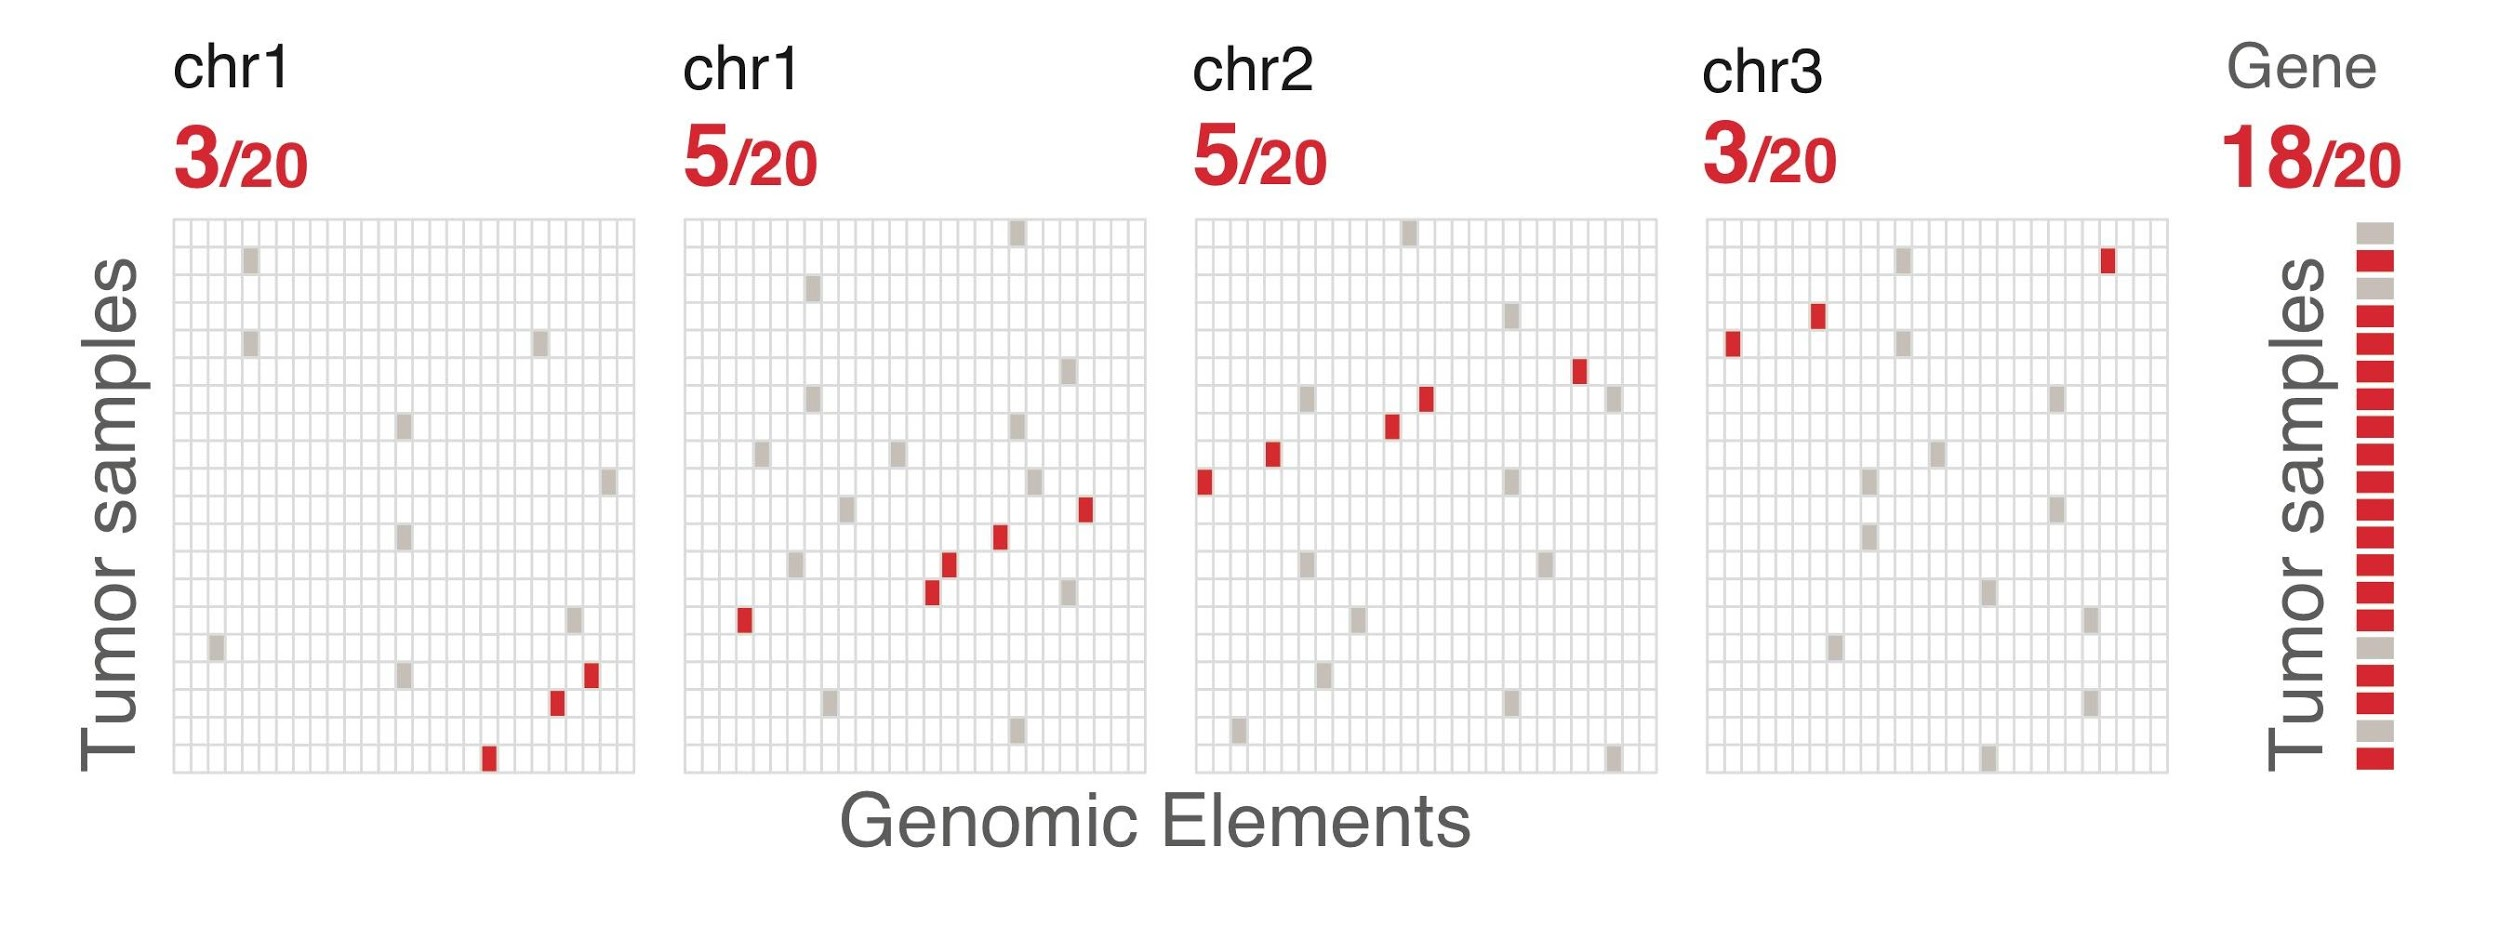 chr1
3/20
chr1
5/20
chr2
5/20
chr3
3/20
Gene
18/20
Tumor samples
Tumor samples
Genomic Elements